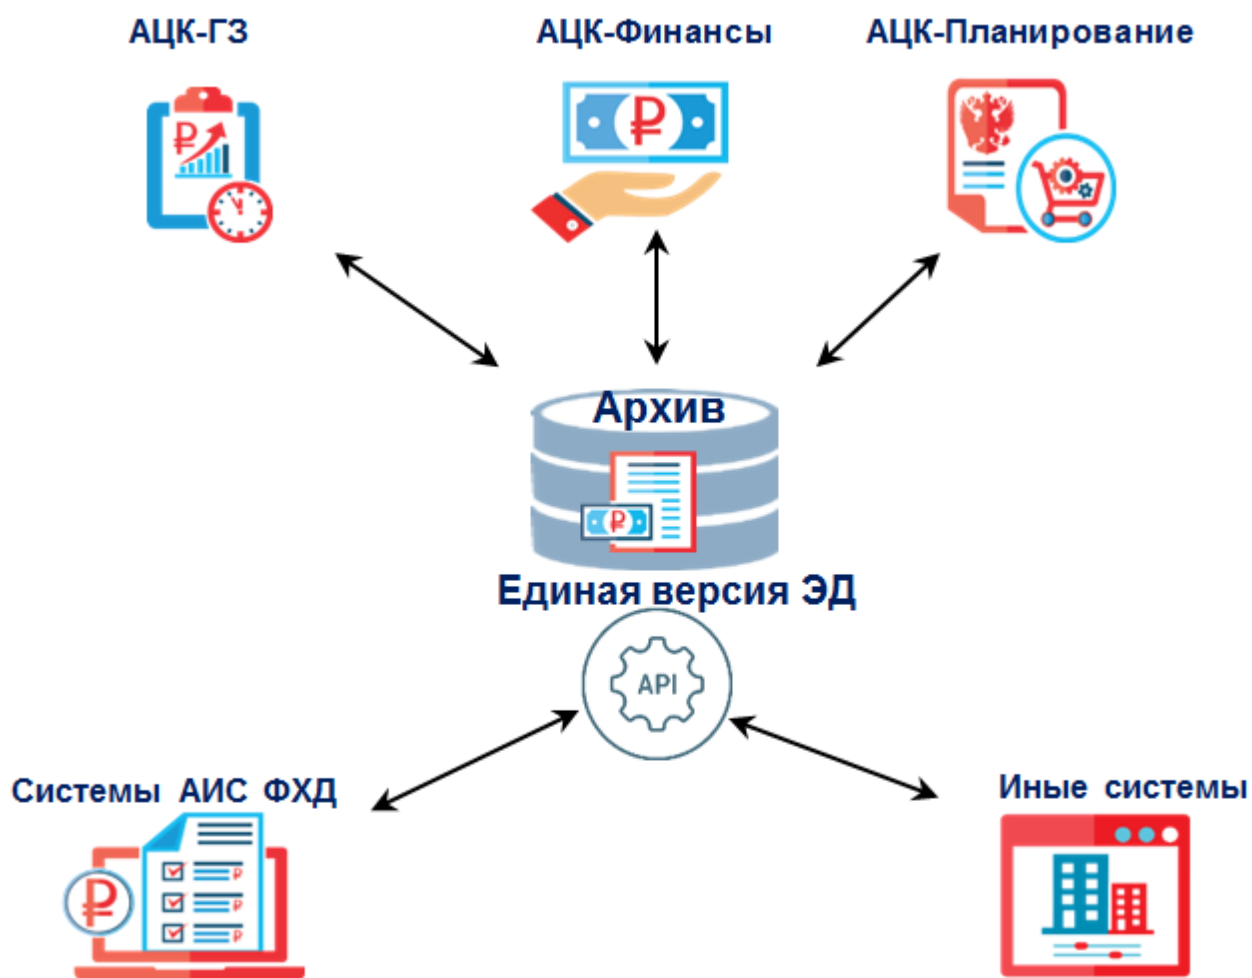 АЦК-ГЗ
АЦК-Финансы
АЦК-Планирование
₽
₽
Архив
₽
Единая версия ЭД
API
Системы АИС ФХД
Иные системы
₽
₽
₽
₽